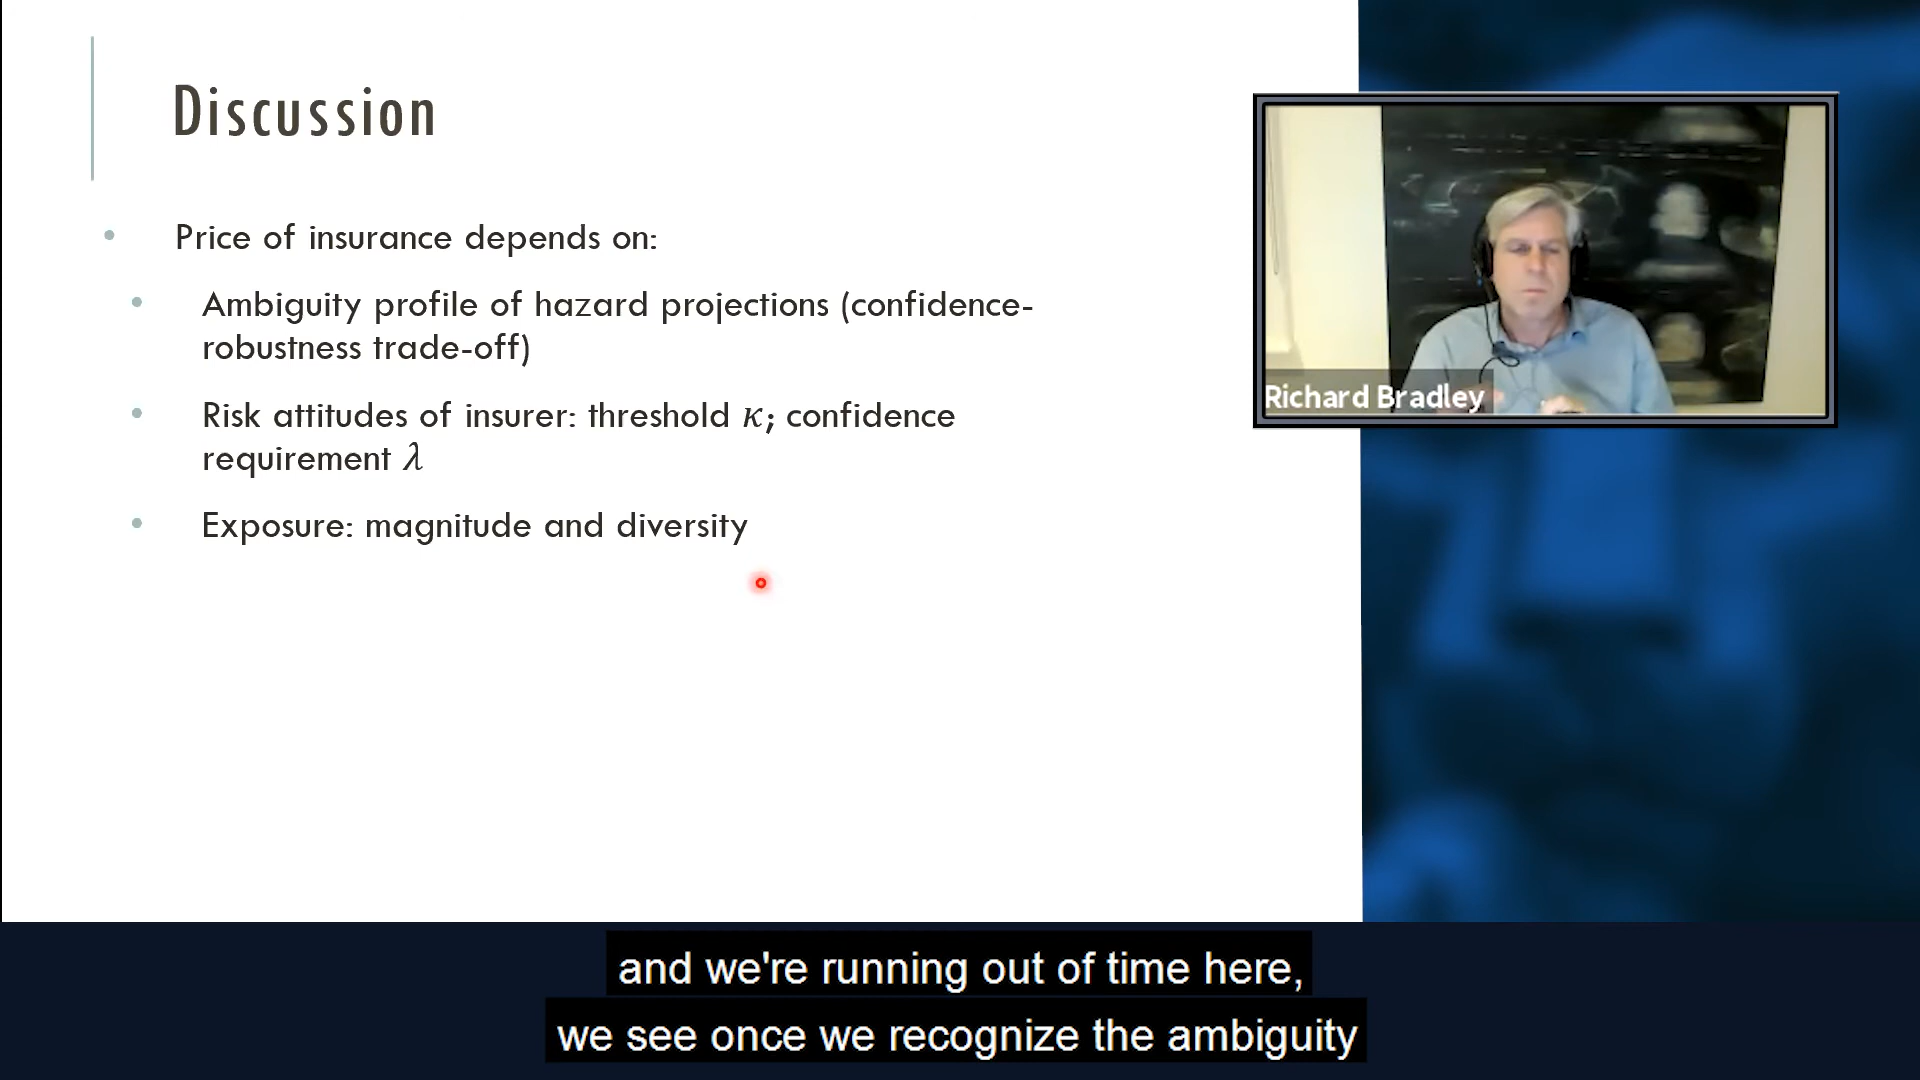 Discussion
• Price of insurance depends on:
• Ambiguity profile of hazard projections (confidence-
robustness trade-off)
• Risk attitudes of insurer: threshold κ; confidence
requirement λ
• Exposure: magnitude and diversity
Richard Bradley
and we're running out of time here,
we see once we recognize the ambiguity